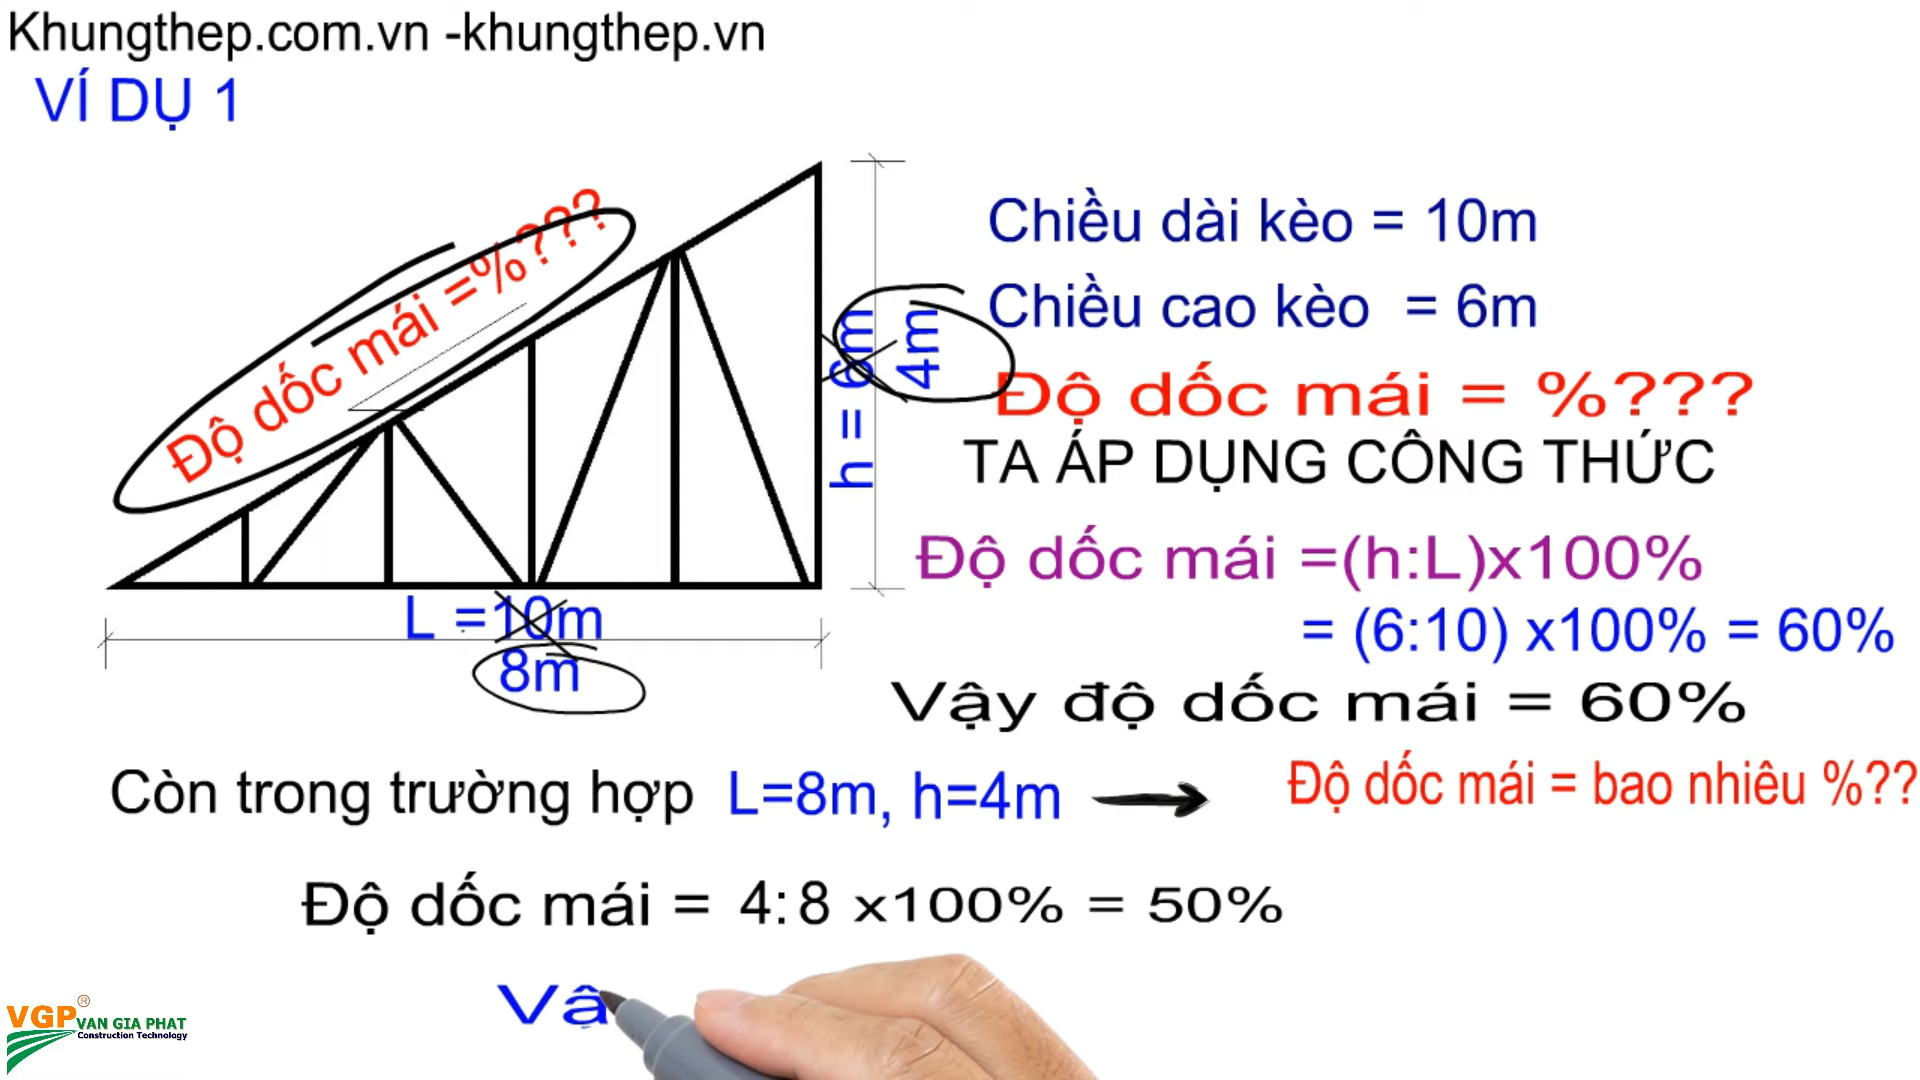 Khungthep.com.vn -khungthep.vn
VÍ DỤ 1
Độ dốc mái =%???
h = 6m
4m
L =10m
8m
Chiều dài kèo = 10m
Chiều cao kèo = 6m
Độ dốc mái = %???
TA ÁP DỤNG CÔNG THỨC
Độ dốc mái =(h:L)x100%
= (6:10) x100% = 60%
Vậy độ dốc mái = 60%
Còn trong trường hợp L=8m, h=4m
Độ dốc mái = bao nhiêu %??
Độ dốc mái = 4:8 x100% = 50%
Vậ
VGP®
VAN GIA PHAT
Construction Technology